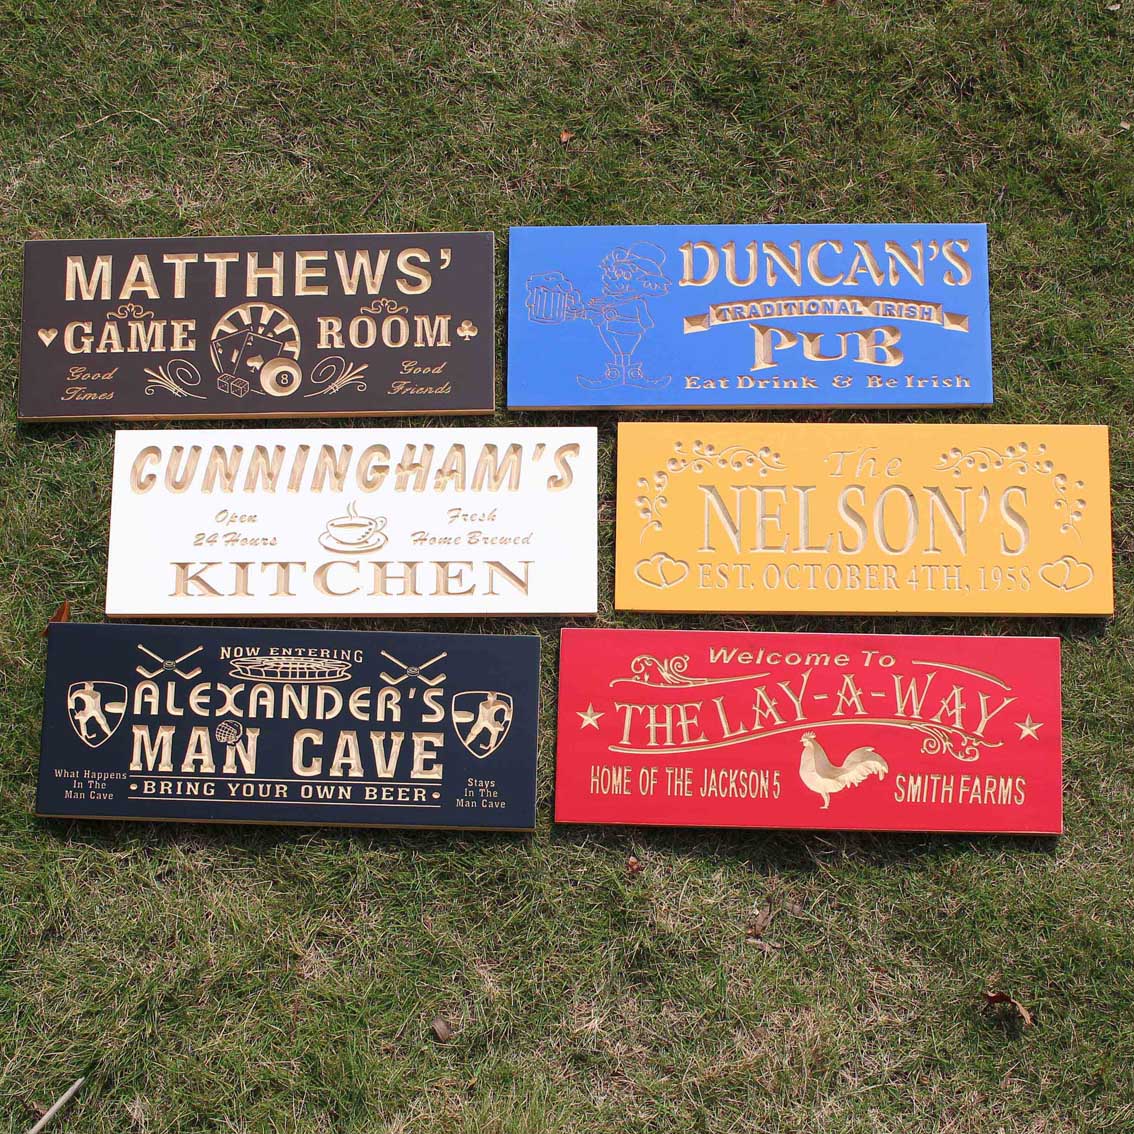 MATTHEWS'
GAME ROOM
Good Times
Good Friends
8
DUNCAN'S
TRADITIONAL IRISH
PUB
Eat Drink & Be Irish
CUNNINGHAM'S
Open
24 Hours
Fresh
Home Brewed
KITCHEN
The
NELSON'S
EST. OCTOBER 4TH, 1958
NOW ENTERING
ALEXANDER'S
MAN CAVE
What Happens
In The
Man Cave
BRING YOUR OWN BEER
Stays
In The
Man Cave
Welcome To
THE LAY-A-WAY
HOME OF THE JACKSON 5
SMITH FARMS